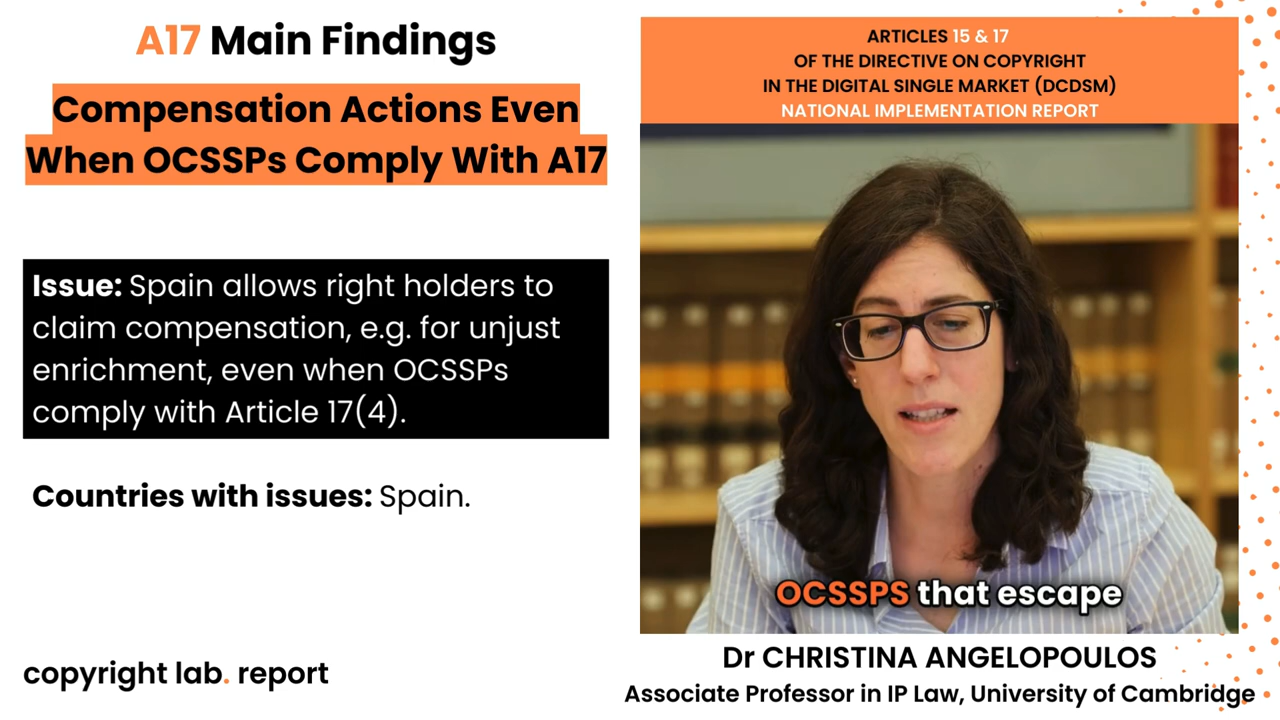 A17 Main Findings
Compensation Actions Even
When OCSSPs Comply With A17
Issue: Spain allows right holders to
claim compensation, e.g. for unjust
enrichment, even when OCSSPs
comply with Article 17(4).
Countries with issues: Spain.
copyright lab. report
ARTICLES 15 & 17
OF THE DIRECTIVE ON COPYRIGHT
IN THE DIGITAL SINGLE MARKET (DCDSM)
NATIONAL IMPLEMENTATION REPORT
OCSSPS that escape
Dr CHRISTINA ANGELOPOULOS
Associate Professor in IP Law, University of Cambridge